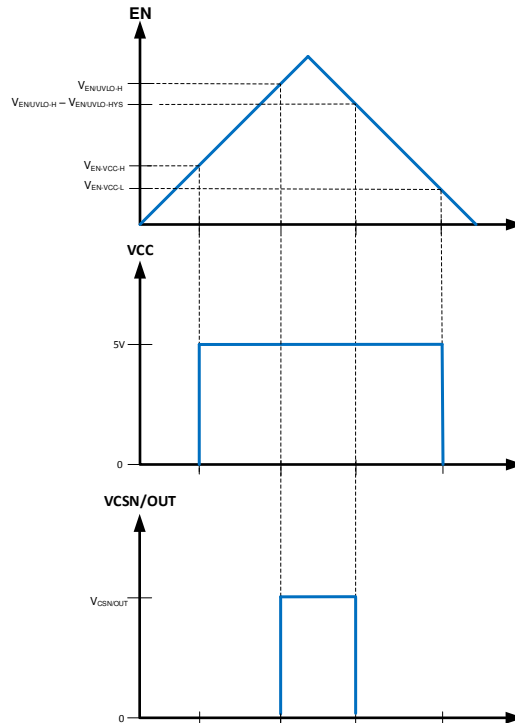 EN
VEN/UVLO-H
VEN/UVLO-H – VEN/UVLO-HYS
VEN-VCC-H
VEN-VCC-L
VCC
5V
0
VCSN/OUT
VCSN/OUT
0